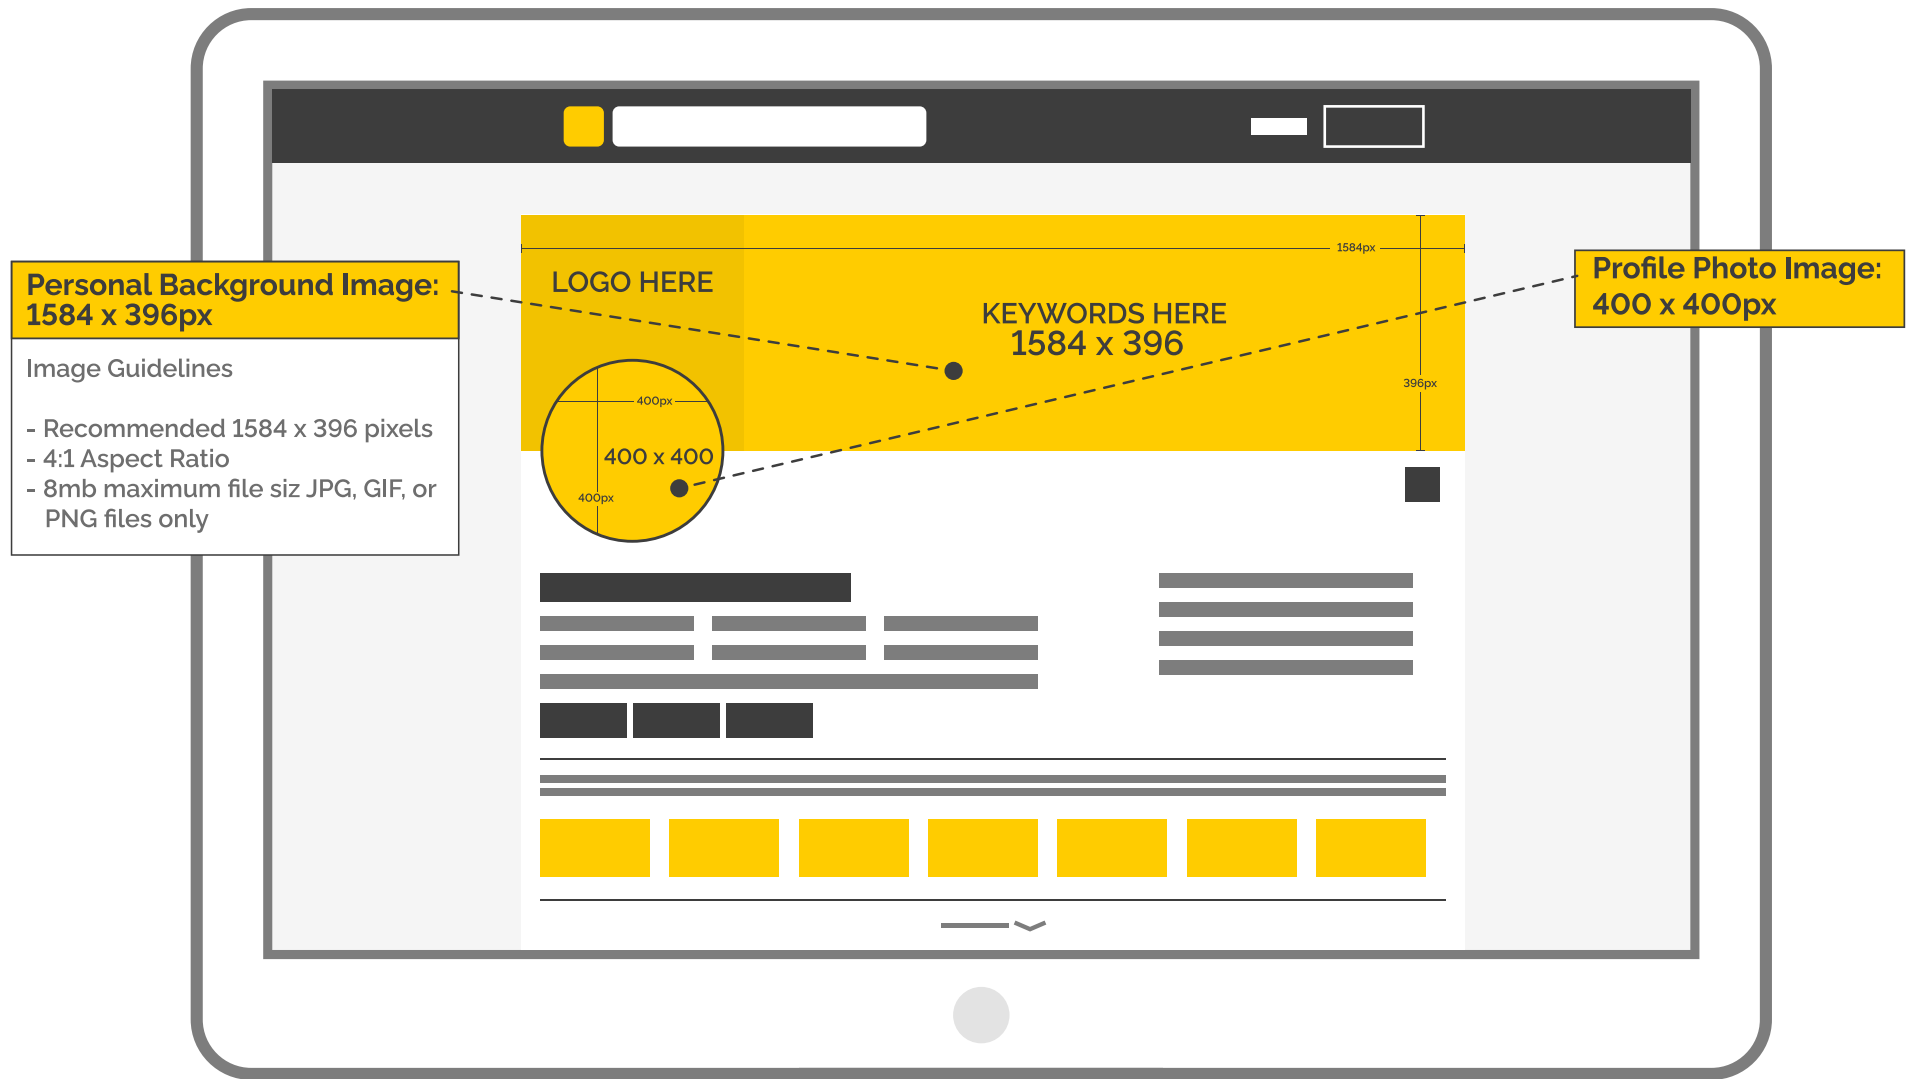 1584px
LOGO HERE
Personal Background Image:
1584 x 396px
Profile Photo Image:
400 x 400px
KEYWORDS HERE
1584 x 396
Image Guidelines
- Recommended 1584 x 396 pixels
- 4:1 Aspect Ratio
- 8mb maximum file siz JPG, GIF, or
PNG files only
396px
400px
400 x 400
400px